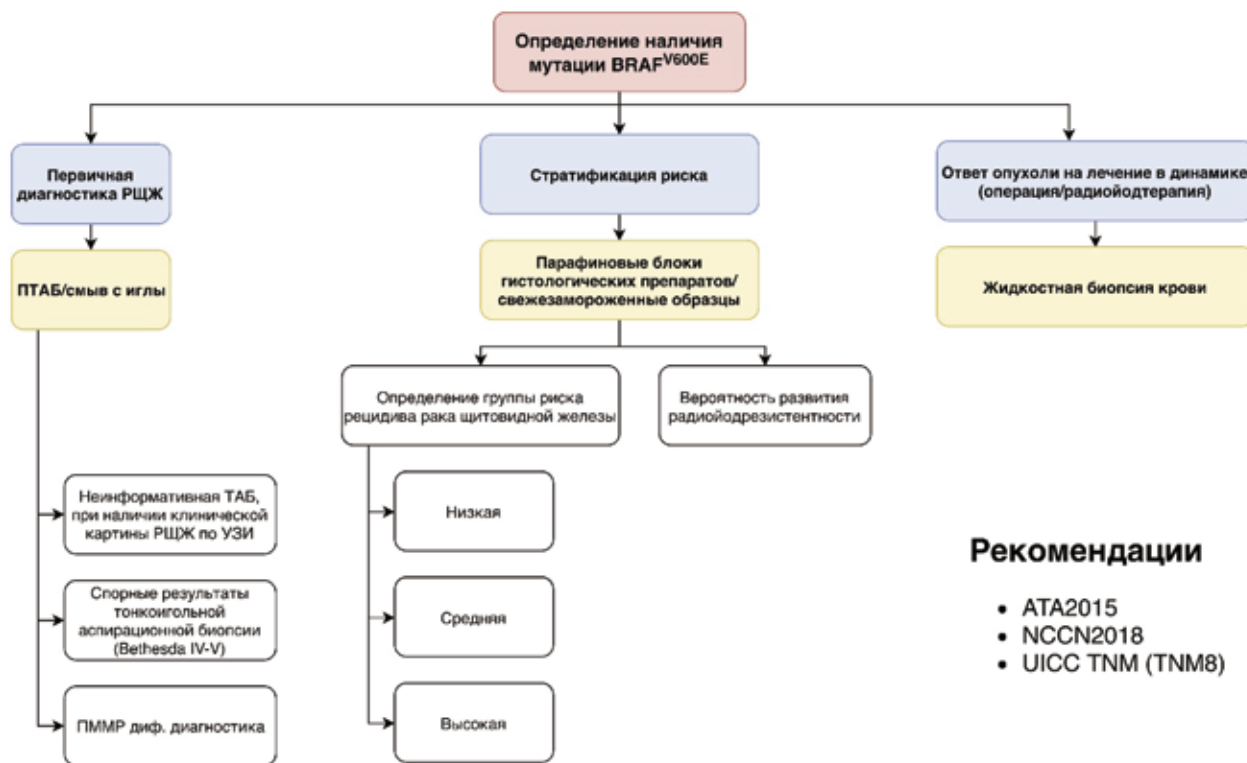 Определение наличия
мутации BRAFV600E
Первичная
диагностика РЩЖ
Стратификация риска
Ответ опухоли на лечение в динамике
(операция/радиойодтерапия)
ПТАБ/смыв с иглы
Парафиновые блоки
гистологических препаратов/
свежезамороженные образцы
Жидкостная биопсия крови
Определение группы риска
рецидива рака щитовидной железы
Вероятность развития
радиойодрезистентности
Неинформативная ТАБ,
при наличии клинической
картины РЩЖ по УЗИ
Спорные результаты
тонкоигольной
аспирационной биопсии
(Bethesda IV-V)
ПММР диф. диагностика
Низкая
Средняя
Высокая
Рекомендации
• ATA2015
• NCCN2018
• UICC TNM (TNM8)